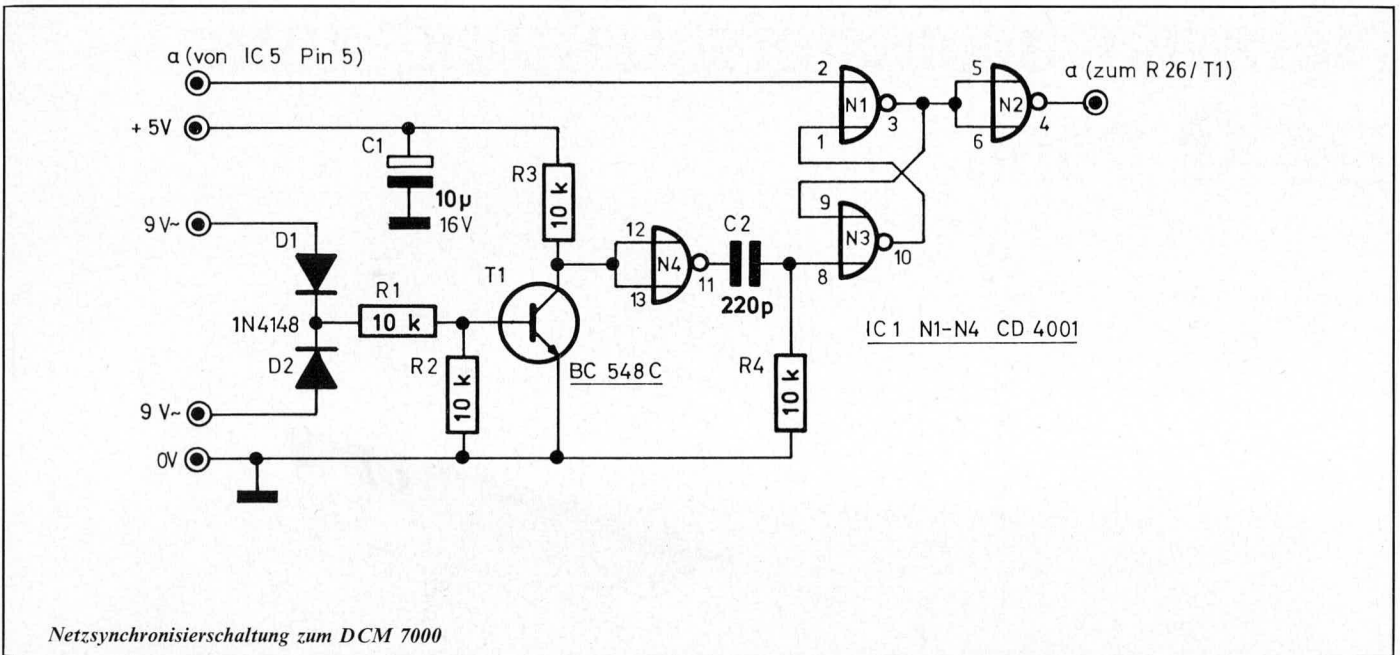 a (von IC 5 Pin 5)
+ 5V
C1
10µ
16V
R3
10 k
9 V~
D1
1N4148
D2
9 V~
0V
R1
10 k
R2
10 k
T1
BC 548 C
12
13
N4
11
C 2
220p
R4
10 k
2
1
N1
3
9
8
N3
10
5
6
N2
4
a (zum R 26/ T1)
IC 1 N1-N4 CD 4001
Netzsynchronisierschaltung zum DCM 7000